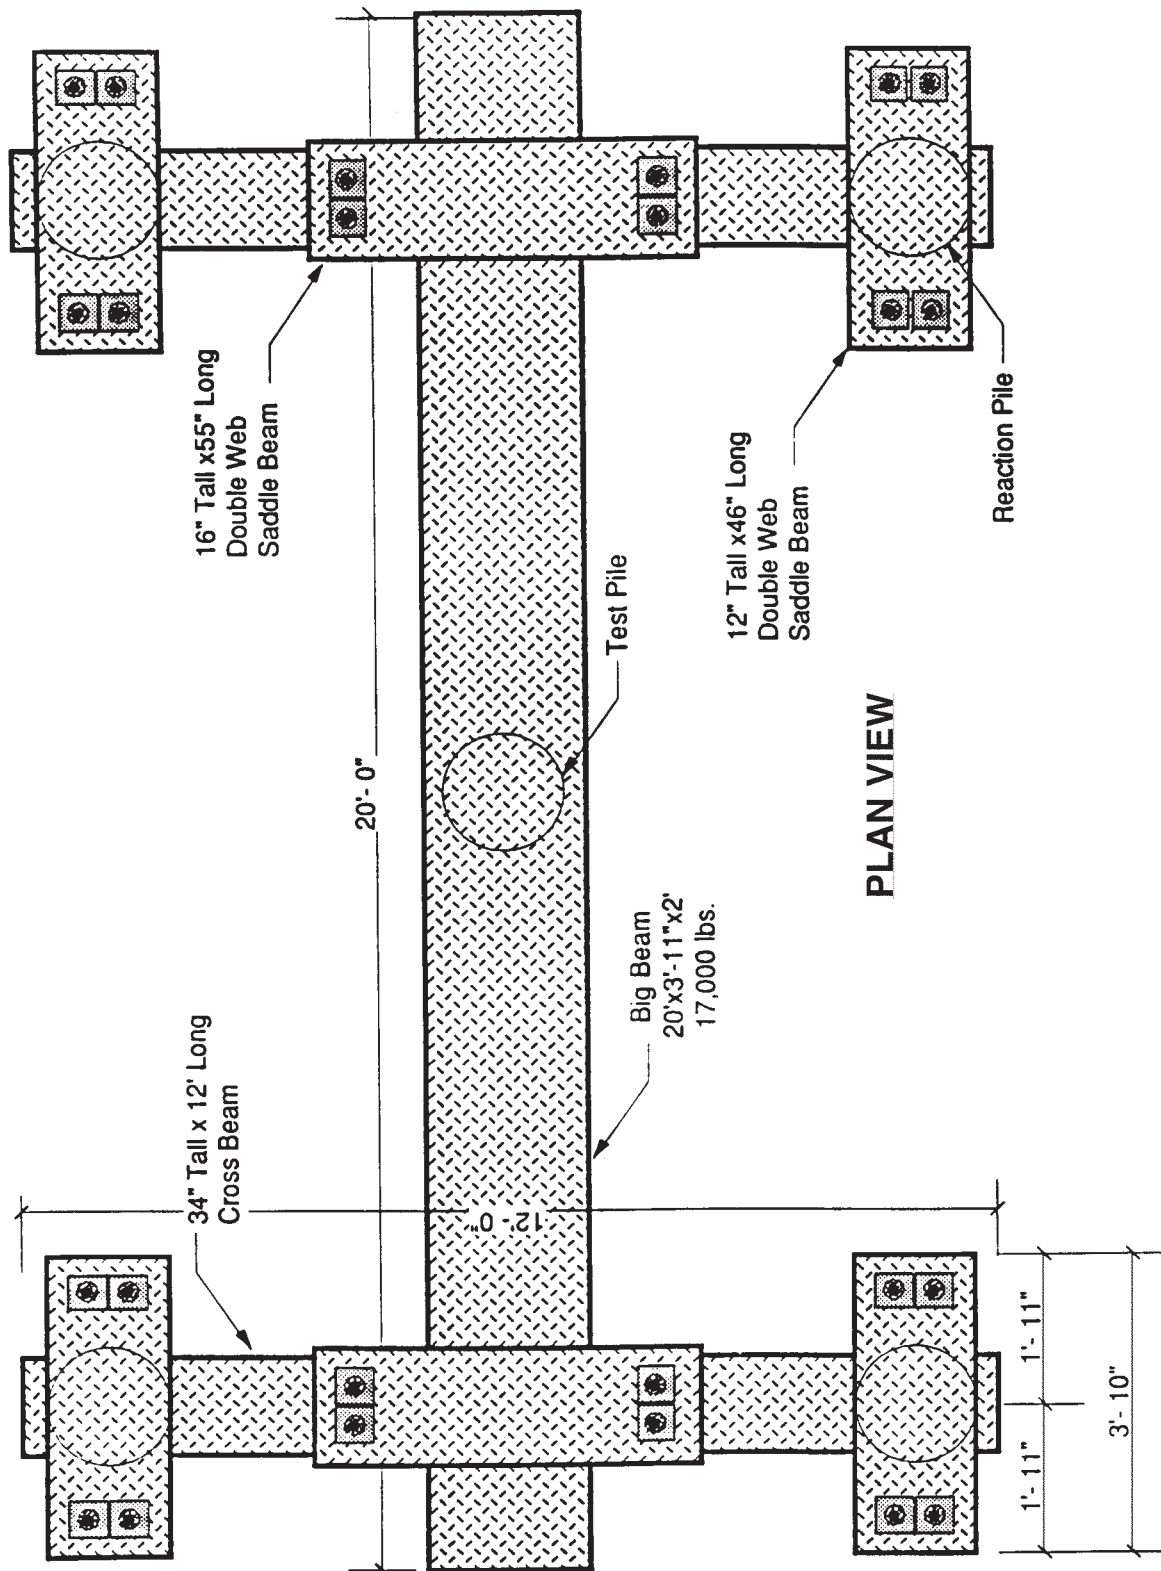 34" Tall x 12' Long
Cross Beam
16" Tall x55" Long
Double Web
Saddle Beam
20'- 0"
12'- 0"
Test Pile
Big Beam
20'x3'-11"x2'
17,000 lbs.
12" Tall x46" Long
Double Web
Saddle Beam
Reaction Pile
1'- 11"
1'- 11"
3'- 10"
PLAN VIEW